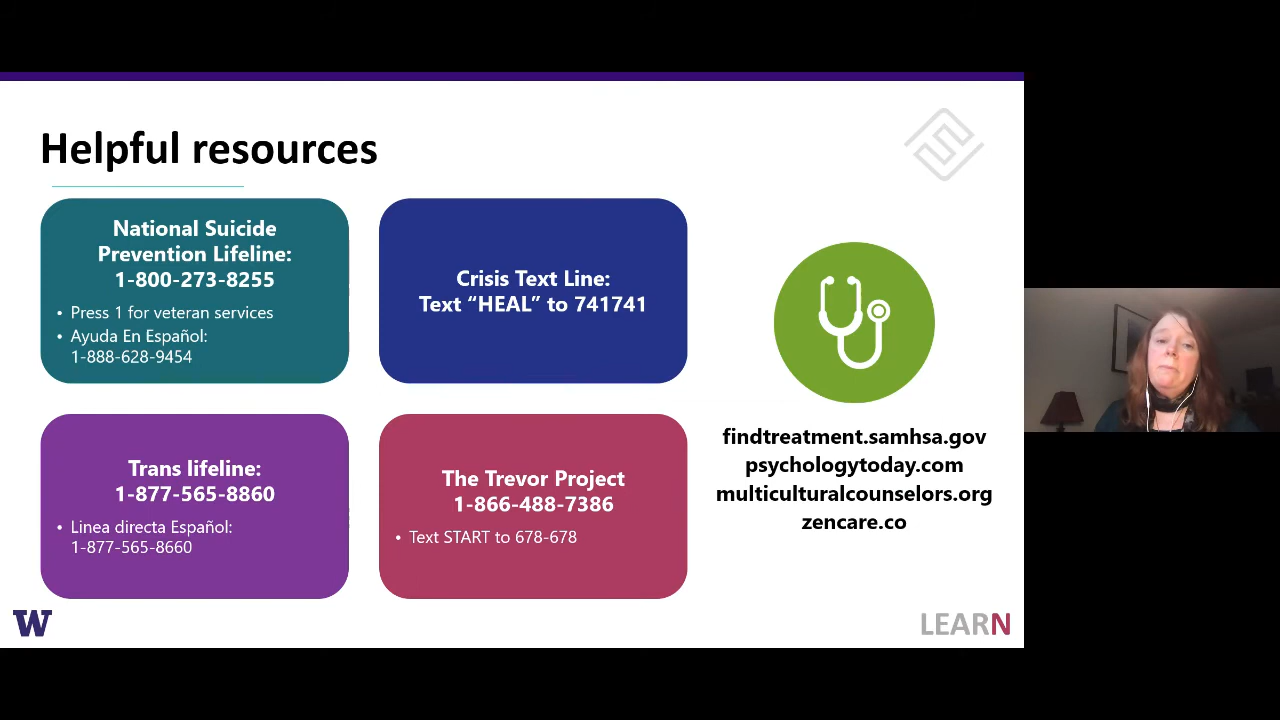 Helpful resources
National Suicide
Prevention Lifeline:
1-800-273-8255
• Press 1 for veteran services
• Ayuda En Español:
1-888-628-9454
Crisis Text Line:
Text “HEAL” to 741741
Trans lifeline:
1-877-565-8860
• Linea directa Español:
1-877-565-8660
The Trevor Project
1-866-488-7386
• Text START to 678-678
findtreatment.samhsa.gov
psychologytoday.com
multiculturalcounselors.org
zencare.co
W
LEARN